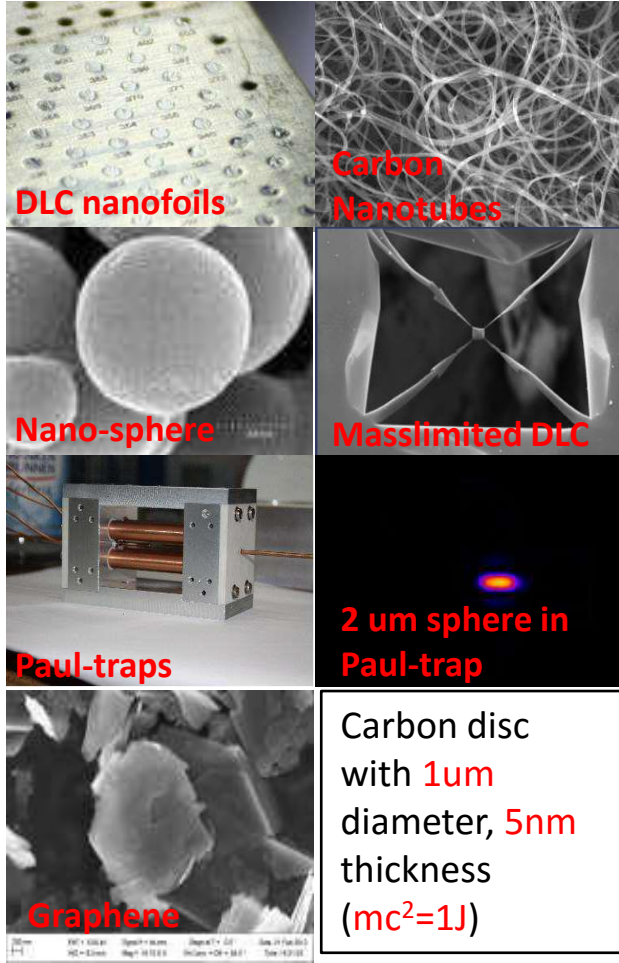 DLC nanofoils
Carbon
Nanotubes
Nano-sphere
Masslimited DLC
Paul-traps
2 um sphere in
Paul-trap
Graphene
Carbon disc
with 1um
diameter, 5nm
thickness
(mc²=1J)